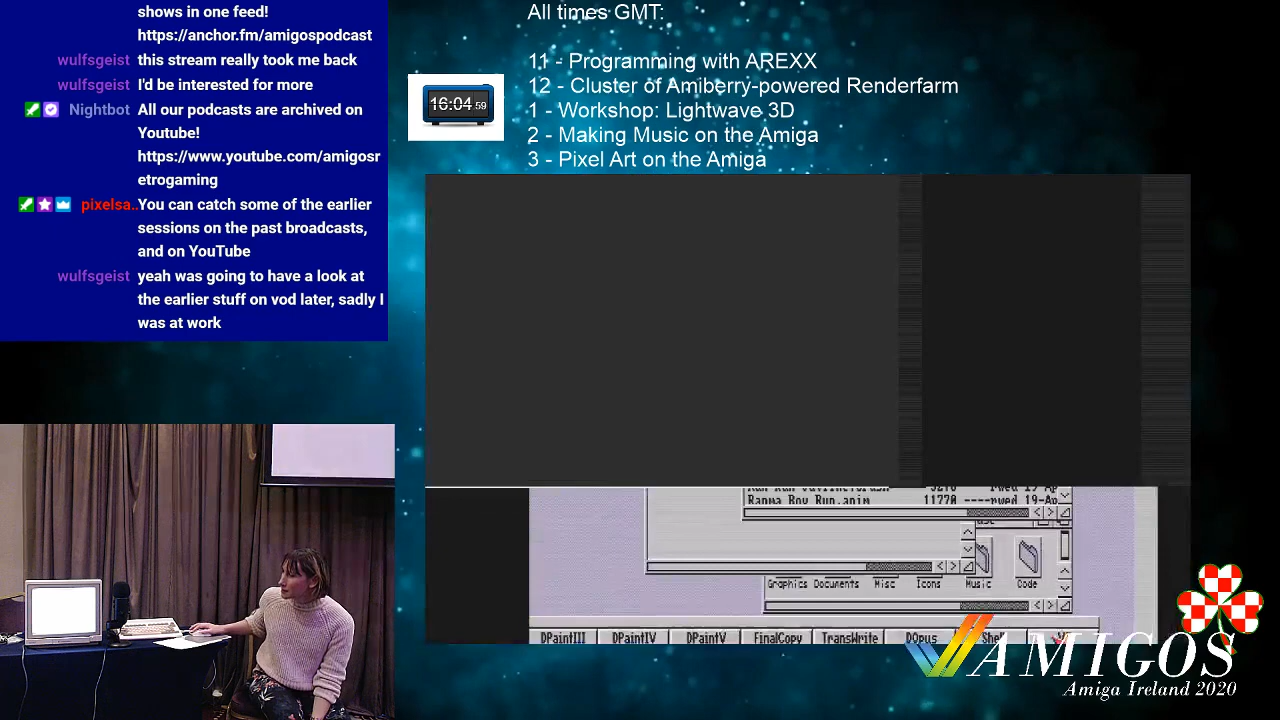 shows in one feed!
https://anchor.fm/amigospodcast
wulfsgeist this stream really took me back
wulfsgeist I'd be interested for more
Nightbot All our podcasts are archived on
Youtube!
https://www.youtube.com/amigosr
etrogaming
pixelsa.. You can catch some of the earlier
sessions on the past broadcasts,
and on YouTube
wulfsgeist yeah was going to have a look at
the earlier stuff on vod later, sadly I
was at work
All times GMT:
16:04 59
11 - Programming with AREXX
12 - Cluster of Amiberry-powered Renderfarm
1 - Workshop: Lightwave 3D
2 - Making Music on the Amiga
3 - Pixel Art on the Amiga
Ranma Boy Run.anim 11770 ----rwed 19-Ap
Graphics Documents Misc Icons Music Code
DPaintIII DPaintIV DPaintV FinalCopy TransWrite DOpus Shell
AMIGOS
Amiga Ireland 2020